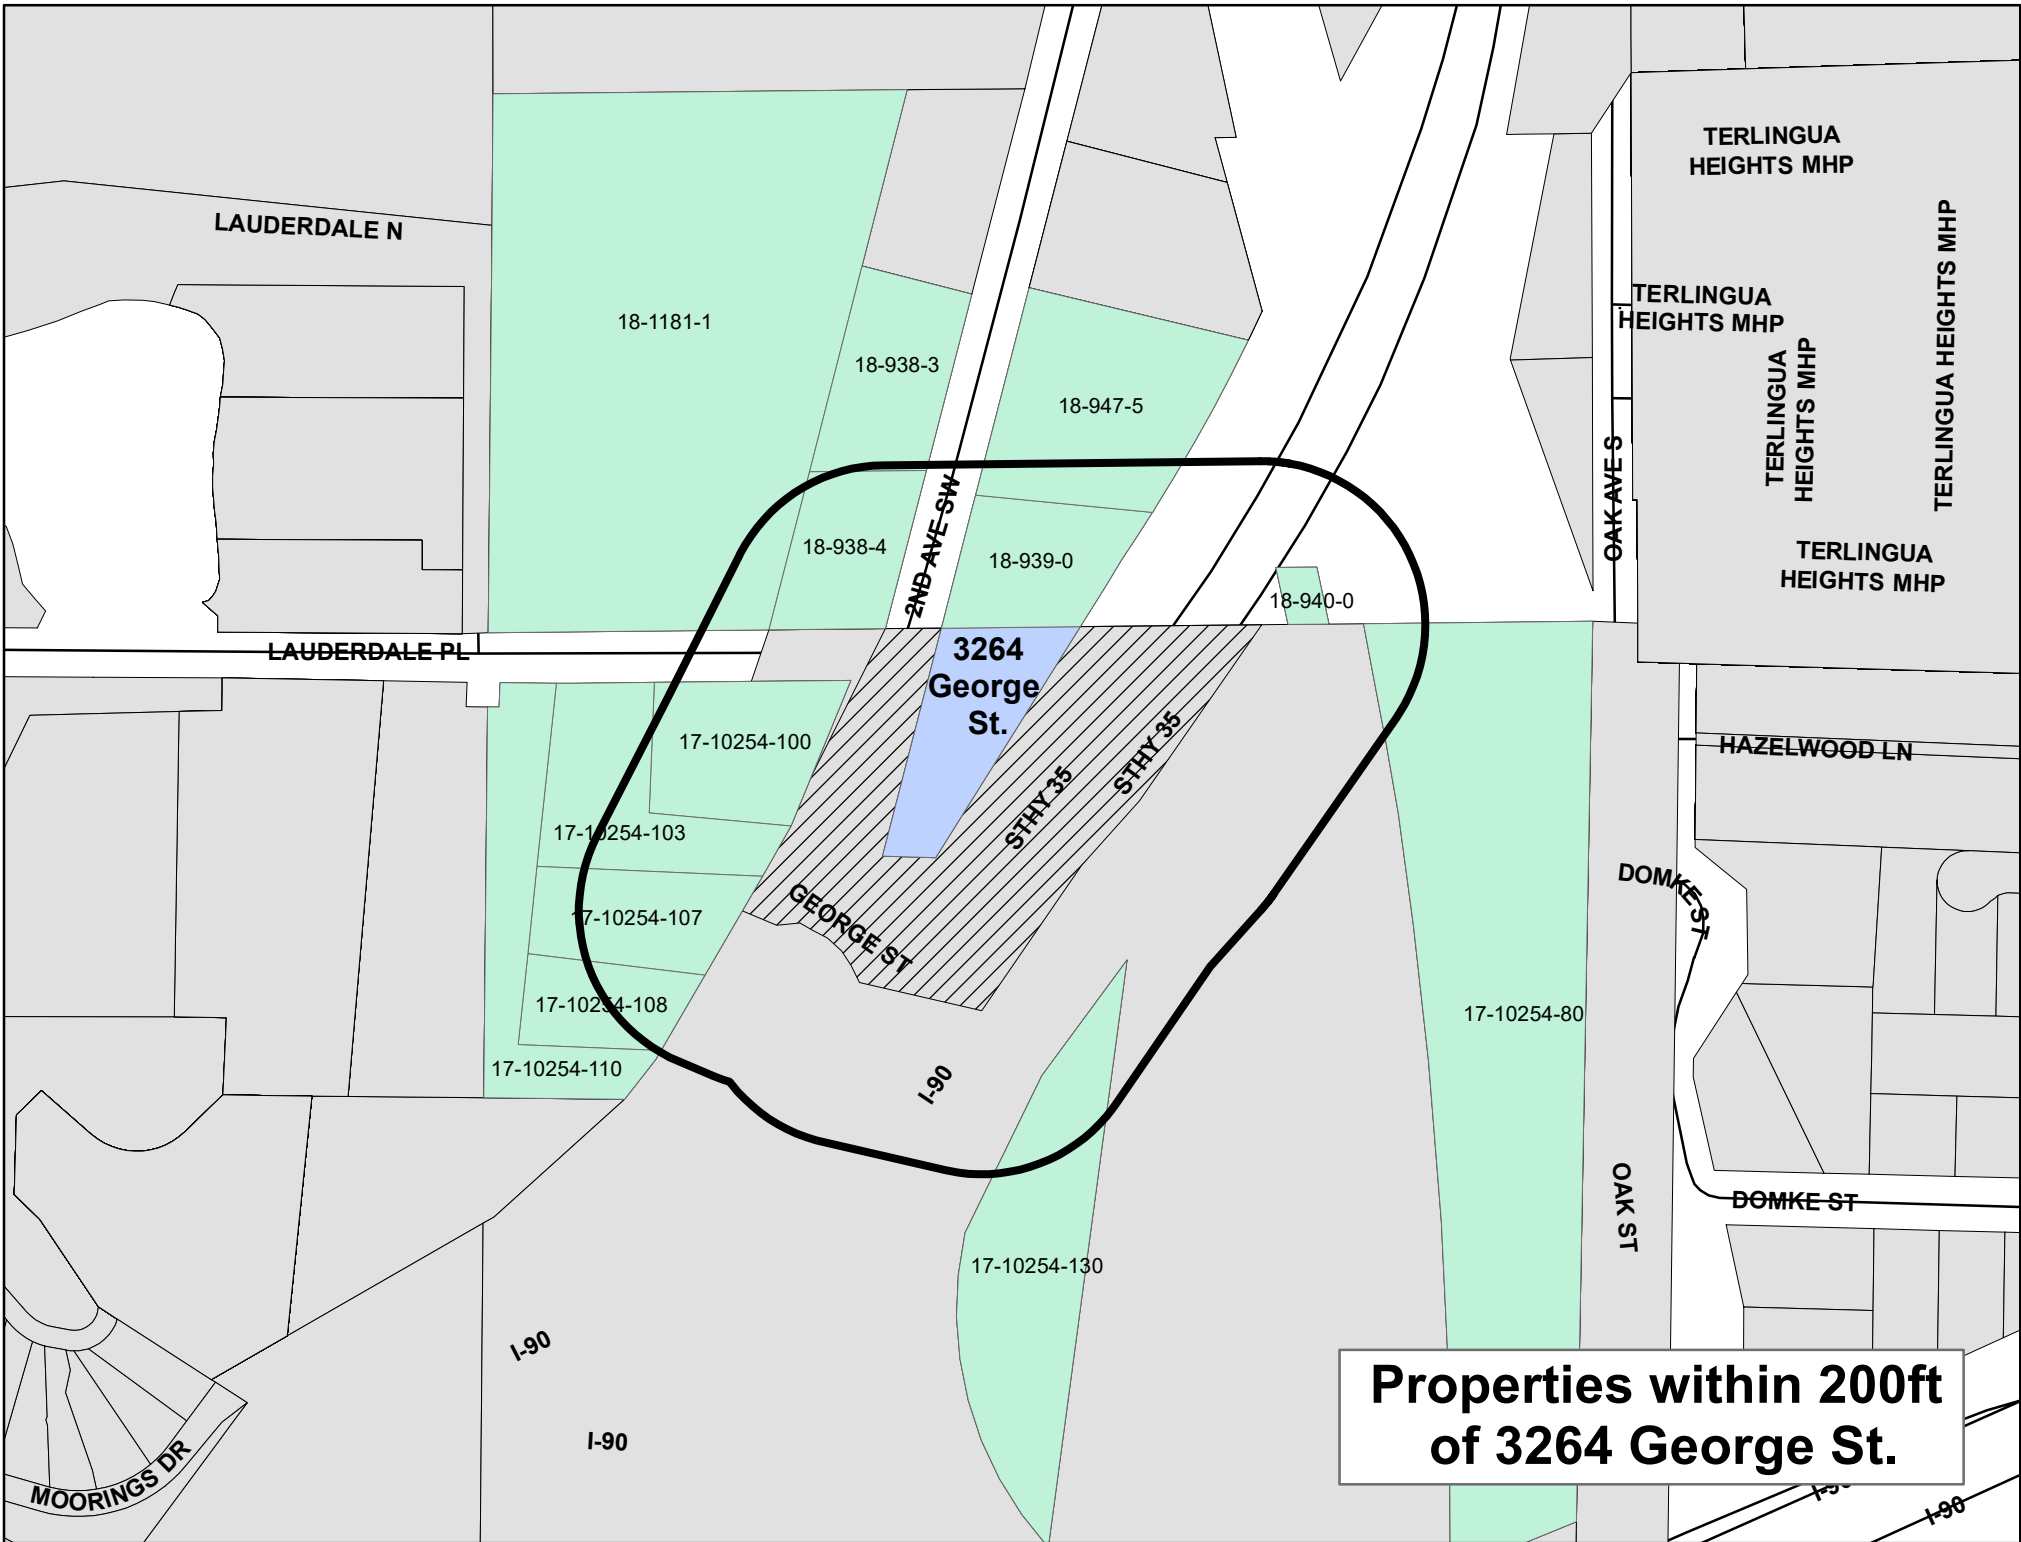 TERLINGUA
HEIGHTS MHP
LAUDERDALE N
TERLINGUA HEIGHTS MHP
TERLINGUA
HEIGHTS MHP
18-1181-1
18-938-3
TERLINGUA
HEIGHTS MHP
18-947-5
OAK AVE S
2ND AVE SW
18-938-4
18-939-0
TERLINGUA
HEIGHTS MHP
18-940-0
LAUDERDALE PL
3264
George
St.
17-10254-100
STHY 35
STHY 35
HAZELWOOD LN
17-10254-103
DOMKE ST
17-10254-107
GEORGE ST
17-10254-108
17-10254-80
17-10254-110
I-90
OAK ST
DOMKE ST
17-10254-130
I-90
I-90
MOORINGS DR
Properties within 200ft
of 3264 George St.
I-90
I-90